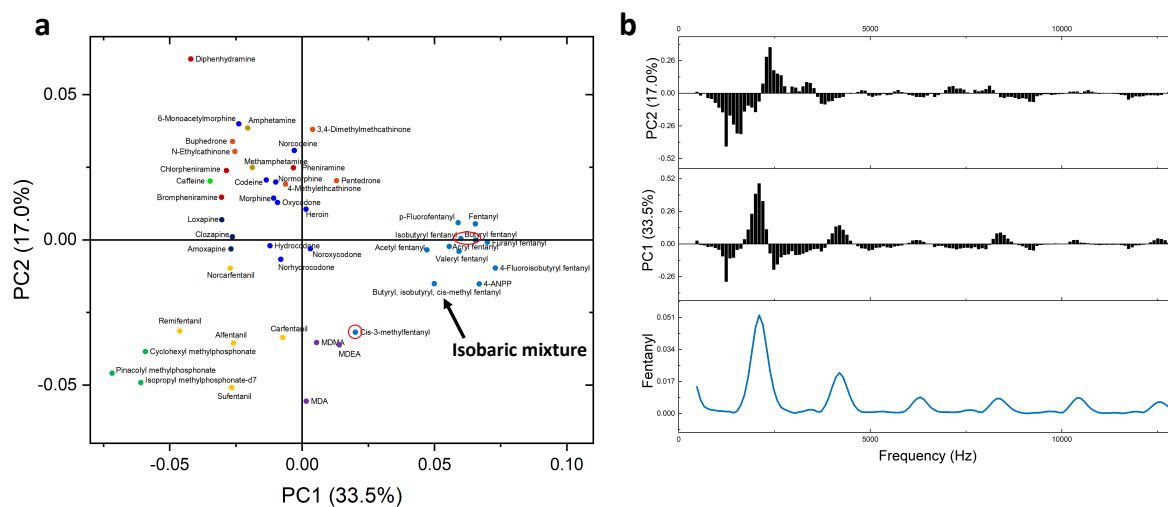 a
PC2 (17.0%)
0.05
0.00
-0.05
-0.05
0.00
0.05
0.10
PC1 (33.5%)
Diphenhydramine
6-Monoacetylmorphine
Amphetamine
3,4-Dimethylmethcathinone
Buphedrone
N-Ethylcathinone
Norcodeine
Methamphetamine
Chlorpheniramine
Pheniramine
Caffeine
Codeine
Normorphine
Pentedrone
4-Methylethcathinone
Brompheniramine
Morphine
Oxycodone
Heroin
Loxapine
Clozapine
Amoxapine
Hydrocodone
Noroxycodone
Norcarfentanil
Norhydrocodone
p-Fluorofentanyl
Fentanyl
Isobutyryl fentanyl
Butyryl fentanyl
Acetyl fentanyl
Acryl fentanyl
Furanyl fentanyl
Valeryl fentanyl
4-Fluoroisobutyryl fentanyl
4-ANPP
Butyryl, isobutyryl, cis-methyl fentanyl
Isobaric mixture
Remifentanil
Alfentanil
Carfentanil
Cis-3-methylfentanyl
Cyclohexyl methylphosphonate
MDMA
MDEA
Pinacolyl methylphosphonate
Isopropyl methylphosphonate-d7
Sufentanil
MDA
b
0
5000
10000
PC2 (17.0%)
0.26
0.00
-0.26
-0.52
PC1 (33.5%)
0.52
0.26
0.00
-0.26
Fentanyl
0.051
0.034
0.017
0.000
0
5000
10000
Frequency (Hz)